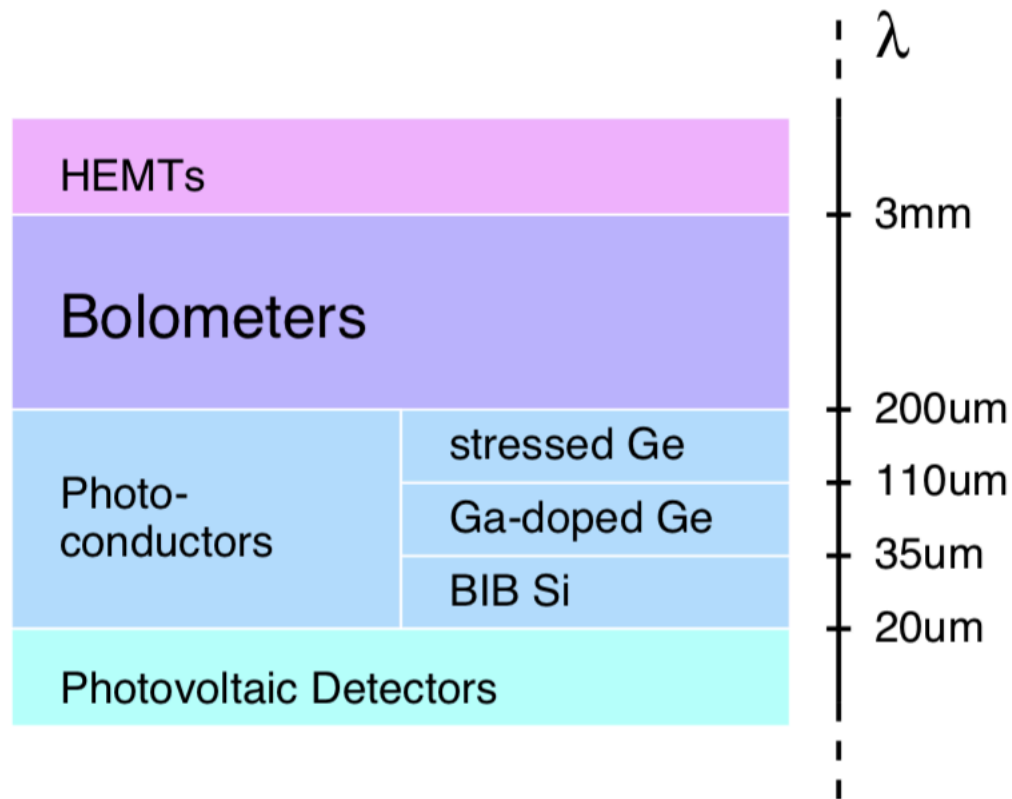 λ
HEMTs
3mm
Bolometers
200um
stressed Ge
110um
Photo-
conductors
Ga-doped Ge
35um
BIB Si
20um
Photovoltaic Detectors